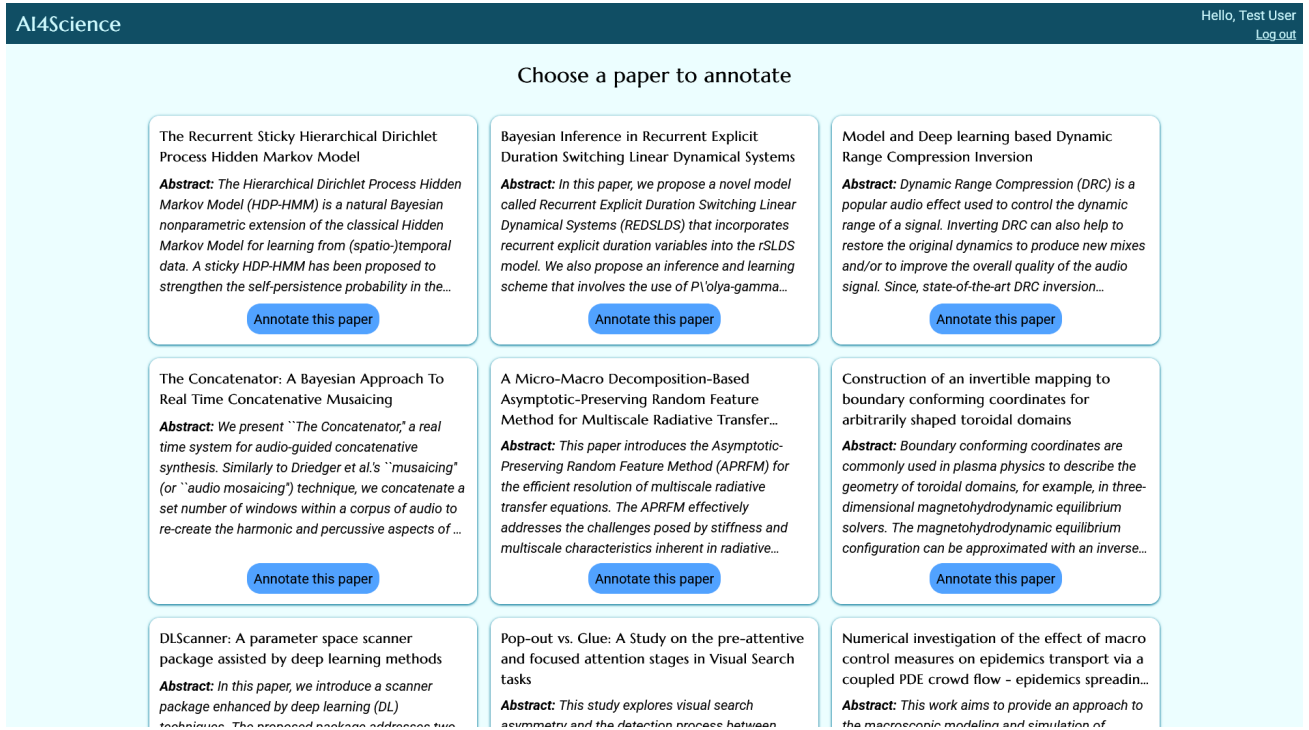 AI4Science
Hello, Test User
Log out
Choose a paper to annotate
The Recurrent Sticky Hierarchical Dirichlet
Process Hidden Markov Model
Abstract: The Hierarchical Dirichlet Process Hidden
Markov Model (HDP-HMM) is a natural Bayesian
nonparametric extension of the classical Hidden
Markov Model for learning from (spatio-)temporal
data. A sticky HDP-HMM has been proposed to
strengthen the self-persistence probability in the...
Annotate this paper
Bayesian Inference in Recurrent Explicit
Duration Switching Linear Dynamical Systems
Abstract: In this paper, we propose a novel model
called Recurrent Explicit Duration Switching Linear
Dynamical Systems (REDSLDS) that incorporates
recurrent explicit duration variables into the rSLDS
model. We also propose an inference and learning
scheme that involves the use of P\'olya-gamma...
Annotate this paper
Model and Deep learning based Dynamic
Range Compression Inversion
Abstract: Dynamic Range Compression (DRC) is a
popular audio effect used to control the dynamic
range of a signal. Inverting DRC can also help to
restore the original dynamics to produce new mixes
and/or to improve the overall quality of the audio
signal. Since, state-of-the-art DRC inversion...
Annotate this paper
The Concatenator: A Bayesian Approach To
Real Time Concatenative Musaicing
Abstract: We present ``The Concatenator,'' a real
time system for audio-guided concatenative
synthesis. Similarly to Driedger et al.'s ``musaicing''
(or ``audio mosaicing'') technique, we concatenate a
set number of windows within a corpus of audio to
re-create the harmonic and percussive aspects of ...
Annotate this paper
A Micro-Macro Decomposition-Based
Asymptotic-Preserving Random Feature
Method for Multiscale Radiative Transfer...
Abstract: This paper introduces the Asymptotic-
Preserving Random Feature Method (APRFM) for
the efficient resolution of multiscale radiative
transfer equations. The APRFM effectively
addresses the challenges posed by stiffness and
multiscale characteristics inherent in radiative...
Annotate this paper
Construction of an invertible mapping to
boundary conforming coordinates for
arbitrarily shaped toroidal domains
Abstract: Boundary conforming coordinates are
commonly used in plasma physics to describe the
geometry of toroidal domains, for example, in three-
dimensional magnetohydrodynamic equilibrium
solvers. The magnetohydrodynamic equilibrium
configuration can be approximated with an inverse...
Annotate this paper
DLScanner: A parameter space scanner
package assisted by deep learning methods
Abstract: In this paper, we introduce a scanner
package enhanced by deep learning (DL)
techniques. The proposed package addresses two
Pop-out vs. Glue: A Study on the pre-attentive
and focused attention stages in Visual Search
tasks
Abstract: This study explores visual search
asymmetry and the detection process between
Numerical investigation of the effect of macro
control measures on epidemics transport via a
coupled PDE crowd flow - epidemics spreadin...
Abstract: This work aims to provide an approach to
the macroscopic modeling and simulation of